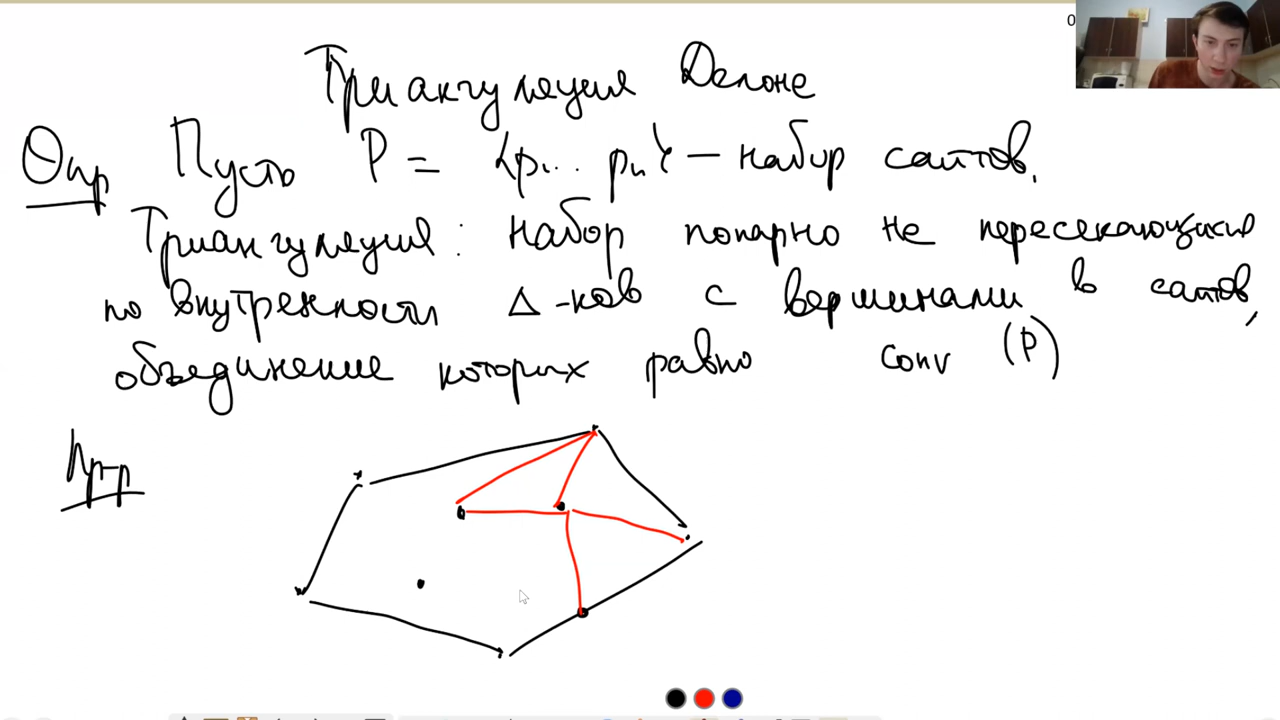 Триангуляция Делоне
Опр Пусть P = {p₁... pₙ} — набор сайтов.
Триангуляция: набор попарно не пересекающихся
по внутренности Δ-ков с вершинами в сайтов,
объединение которых равно conv (P)
Пр-р